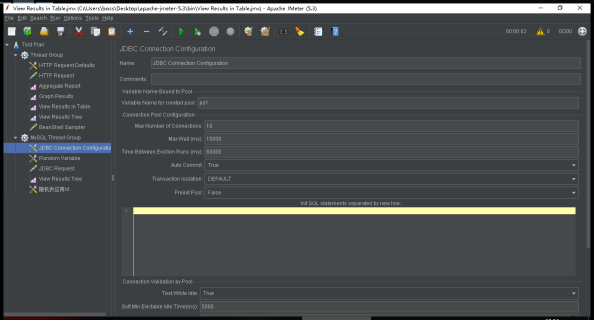 View Results in Table.jmx (C:\Users\boss\Desktop\apache-jmeter-5.3\bin\View Results in Table.jmx) - Apache JMeter (5.3)
File Edit Search Run Options Tools Help
00:00:02 0 0/200
Test Plan
Thread Group
HTTP Request Defaults
HTTP Request
Aggregate Report
Graph Results
View Results in Table
View Results Tree
BeanShell Sampler
MySQL Thread Group
JDBC Connection Configuratio
Random Variable
JDBC Request
View Results Tree
JDBC Connection Configuration
Name: JDBC Connection Configuration
Comments:
Variable Name Bound to Pool
Variable Name for created pool:
Connection Pool Configuration
Max Number of Connections: 10
Max Wait (ms): 10000
Time Between Eviction Runs (ms): 60000
Auto Commit: True
Transaction Isolation: DEFAULT
Preinit Pool: False
Init SQL statements separated by new line:
1
Connection Validation by Pool
Test While Idle: True
Soft Min Evictable Idle Time(ms): 5000